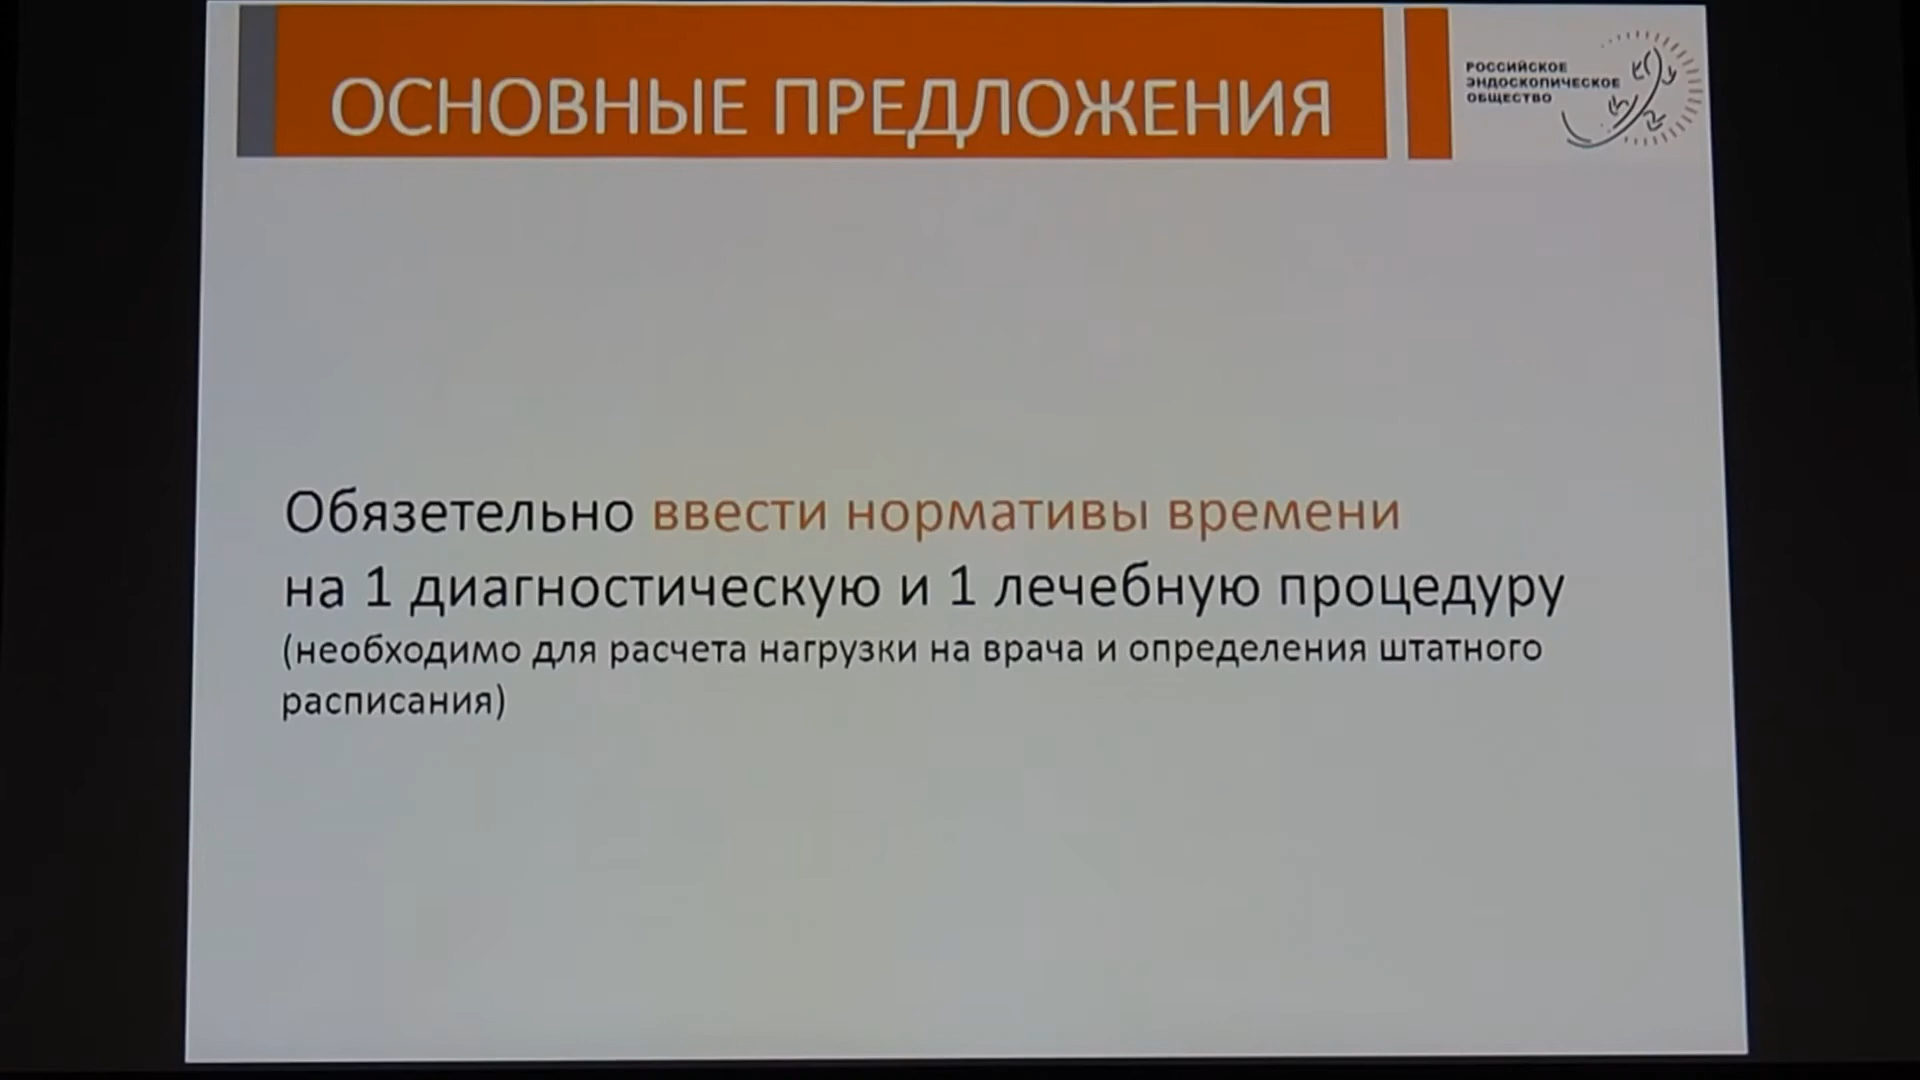 ОСНОВНЫЕ ПРЕДЛОЖЕНИЯ
РОССИЙСКОЕ
ЭНДОСКОПИЧЕСКОЕ
ОБЩЕСТВО
Обязетельно ввести нормативы времени
на 1 диагностическую и 1 лечебную процедуру
(необходимо для расчета нагрузки на врача и определения штатного
расписания)